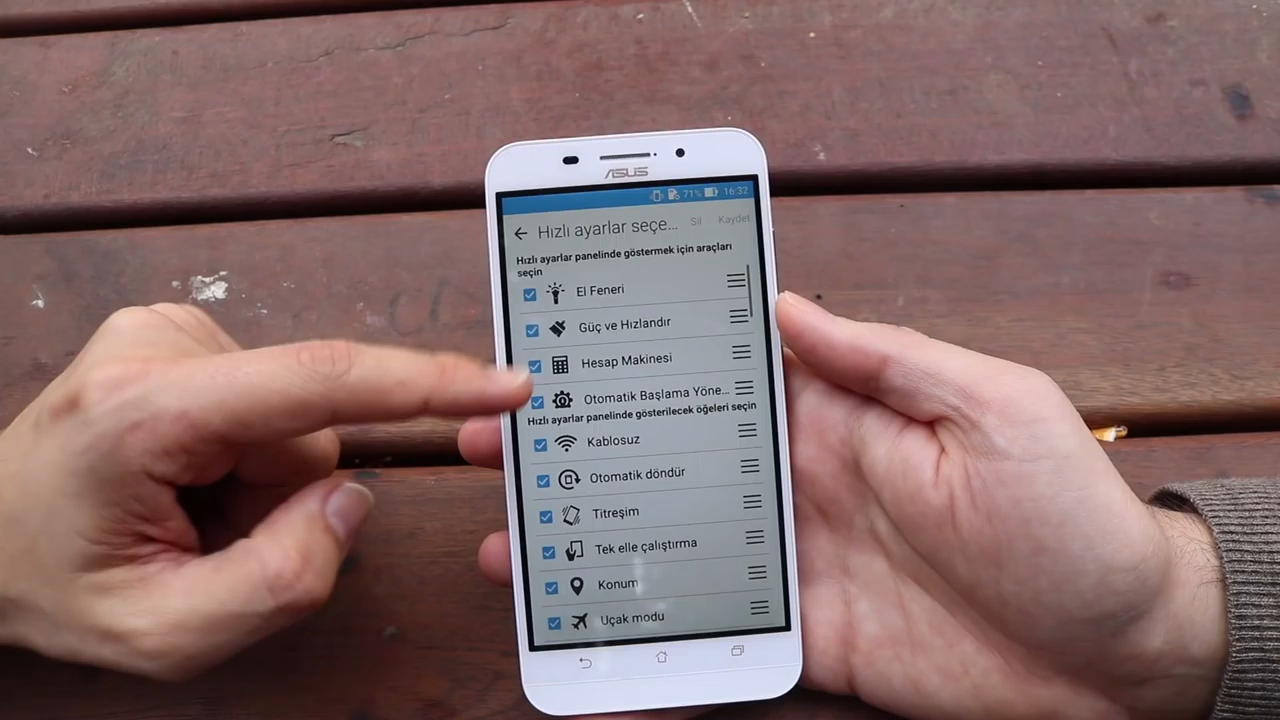 ASUS
71% 16:32
Hızlı ayarlar seçe... Sil Kaydet
Hızlı ayarlar panelinde göstermek için araçları
seçin
El Feneri
Güç ve Hızlandır
Hesap Makinesi
Otomatik Başlama Yöne...
Hızlı ayarlar panelinde gösterilecek öğeleri seçin
Kablosuz
Otomatik döndür
Titreşim
Tek elle çalıştırma
Konum
Uçak modu